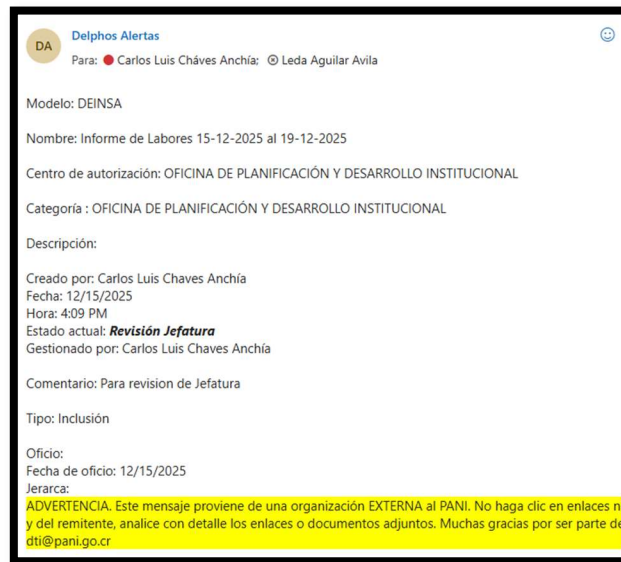 DA
Delphos Alertas
Para: Carlos Luis Cháves Anchía; Leda Aguilar Avila
Modelo: DEINSA
Nombre: Informe de Labores 15-12-2025 al 19-12-2025
Centro de autorización: OFICINA DE PLANIFICACIÓN Y DESARROLLO INSTITUCIONAL
Categoría : OFICINA DE PLANIFICACIÓN Y DESARROLLO INSTITUCIONAL
Descripción:
Creado por: Carlos Luis Chaves Anchía
Fecha: 12/15/2025
Hora: 4:09 PM
Estado actual: Revisión Jefatura
Gestionado por: Carlos Luis Chaves Anchía
Comentario: Para revision de Jefatura
Tipo: Inclusión
Oficio:
Fecha de oficio: 12/15/2025
Jerarca:
ADVERTENCIA. Este mensaje proviene de una organización EXTERNA al PANI. No haga clic en enlaces n
y del remitente, analice con detalle los enlaces o documentos adjuntos. Muchas gracias por ser parte de
dti@pani.go.cr